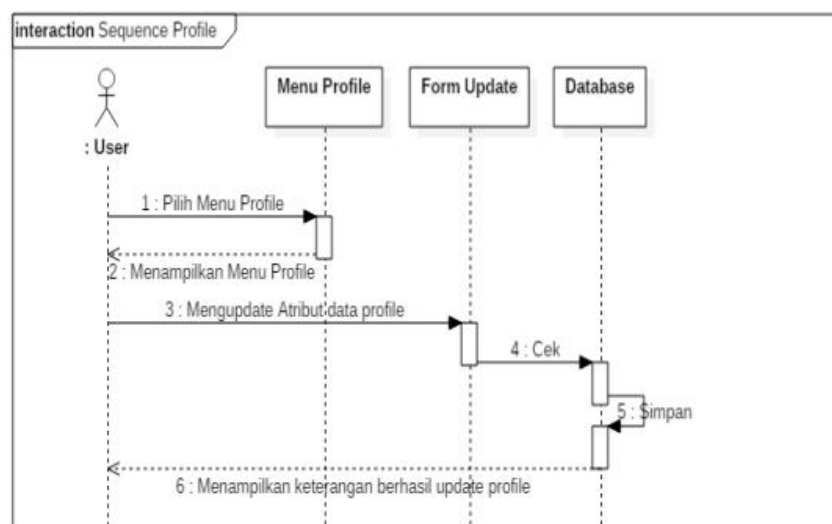 interaction Sequence Profile
: User
Menu Profile
Form Update
Database
1 : Pilih Menu Profile
2 : Menampilkan Menu Profile
3 : Mengupdate Atribut data profile
4 : Cek
5 : Simpan
6 : Menampilkan keterangan berhasil update profile